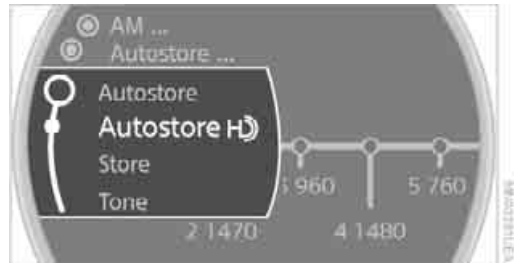 AM ...
Autostore ...
Autostore
Autostore HD
Store
Tone
5 960
5 760
2 1470
4 1480